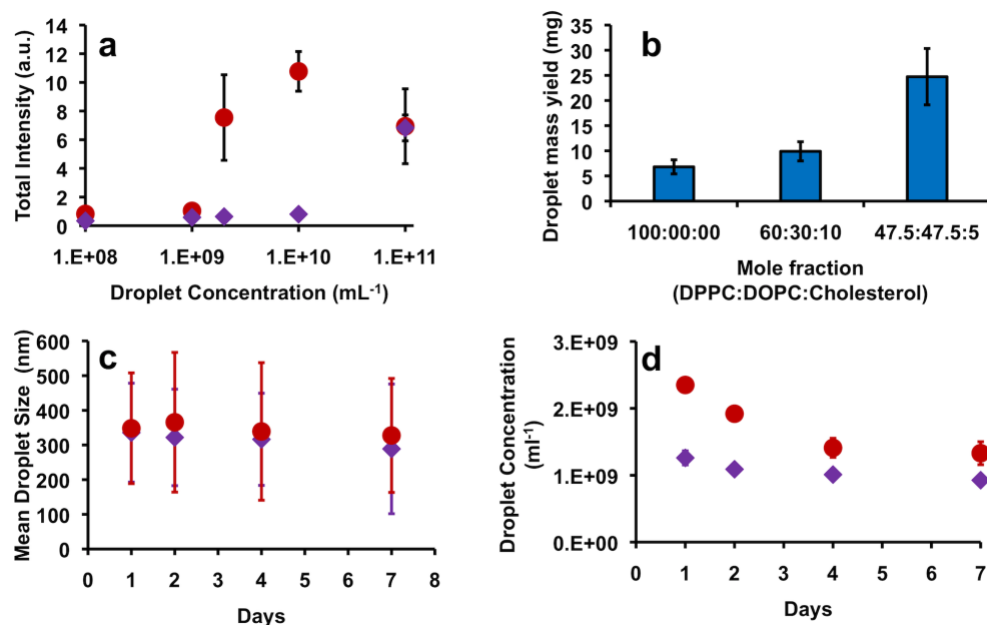 a
Total Intensity (a.u.)
14
12
10
8
6
4
2
0
1.E+08 1.E+09 1.E+10 1.E+11
Droplet Concentration (mL⁻¹)
b
Droplet mass yield (mg)
35
30
25
20
15
10
5
0
100:00:00 60:30:10 47.5:47.5:5
Mole fraction
(DPPC:DOPC:Cholesterol)
c
Mean Droplet Size (nm)
600
500
400
300
200
100
0
0 1 2 3 4 5 6 7 8
Days
d
Droplet Concentration
(ml⁻¹)
3.E+09
2.E+09
1.E+09
0.E+00
0 1 2 3 4 5 6 7
Days